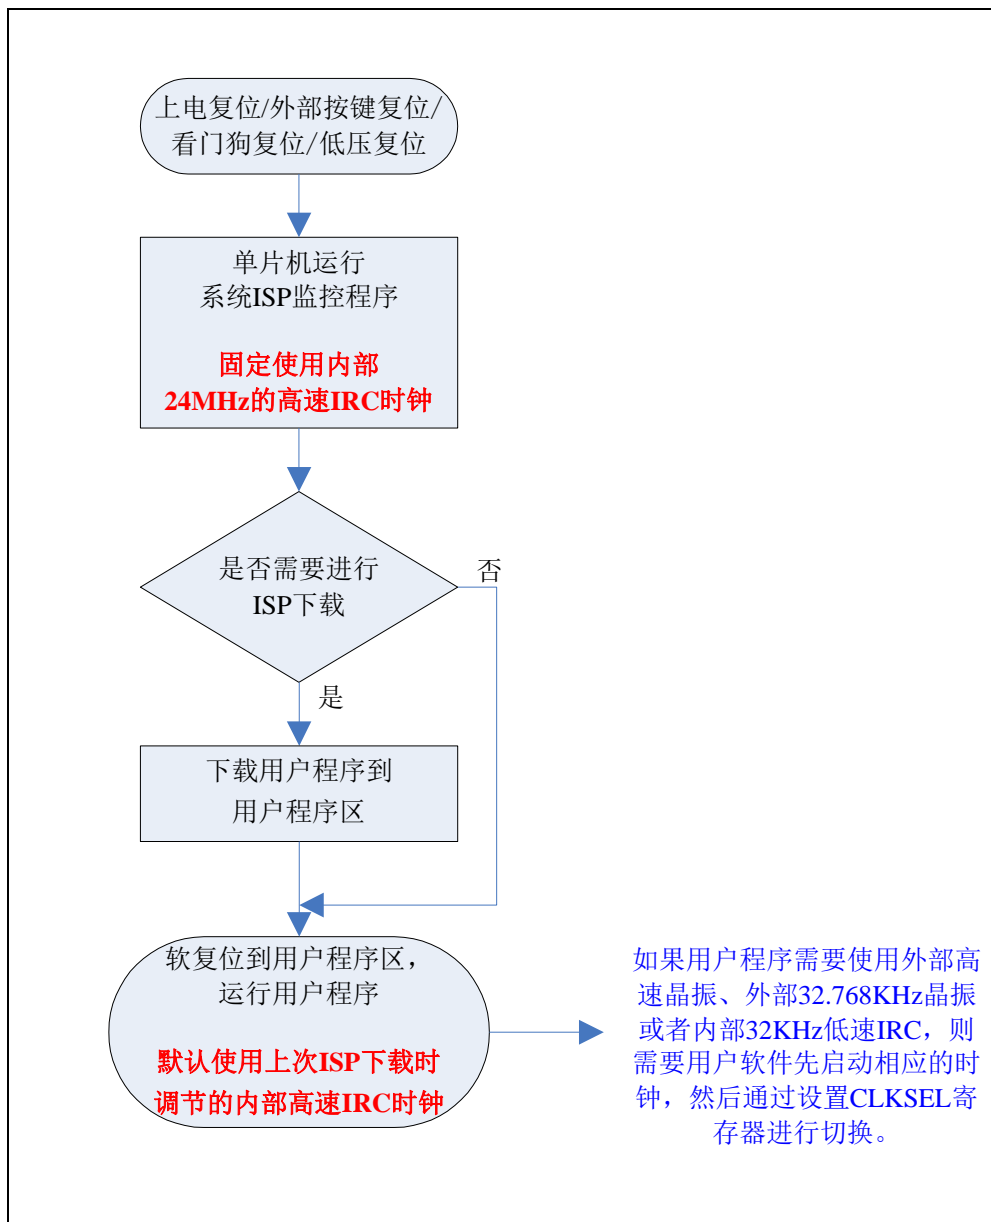 上电复位/外部按键复位/
看门狗复位/低压复位
单片机运行
系统ISP监控程序
固定使用内部
24MHz的高速IRC时钟
是否需要进行
ISP下载
否
是
下载用户程序到
用户程序区
软复位到用户程序区，
运行用户程序
默认使用上次ISP下载时
调节的内部高速IRC时钟
如果用户程序需要使用外部高
速晶振、外部32.768KHz晶振
或者内部32KHz低速IRC，则
需要用户软件先启动相应的时
钟，然后通过设置CLKSEL寄
存器进行切换。